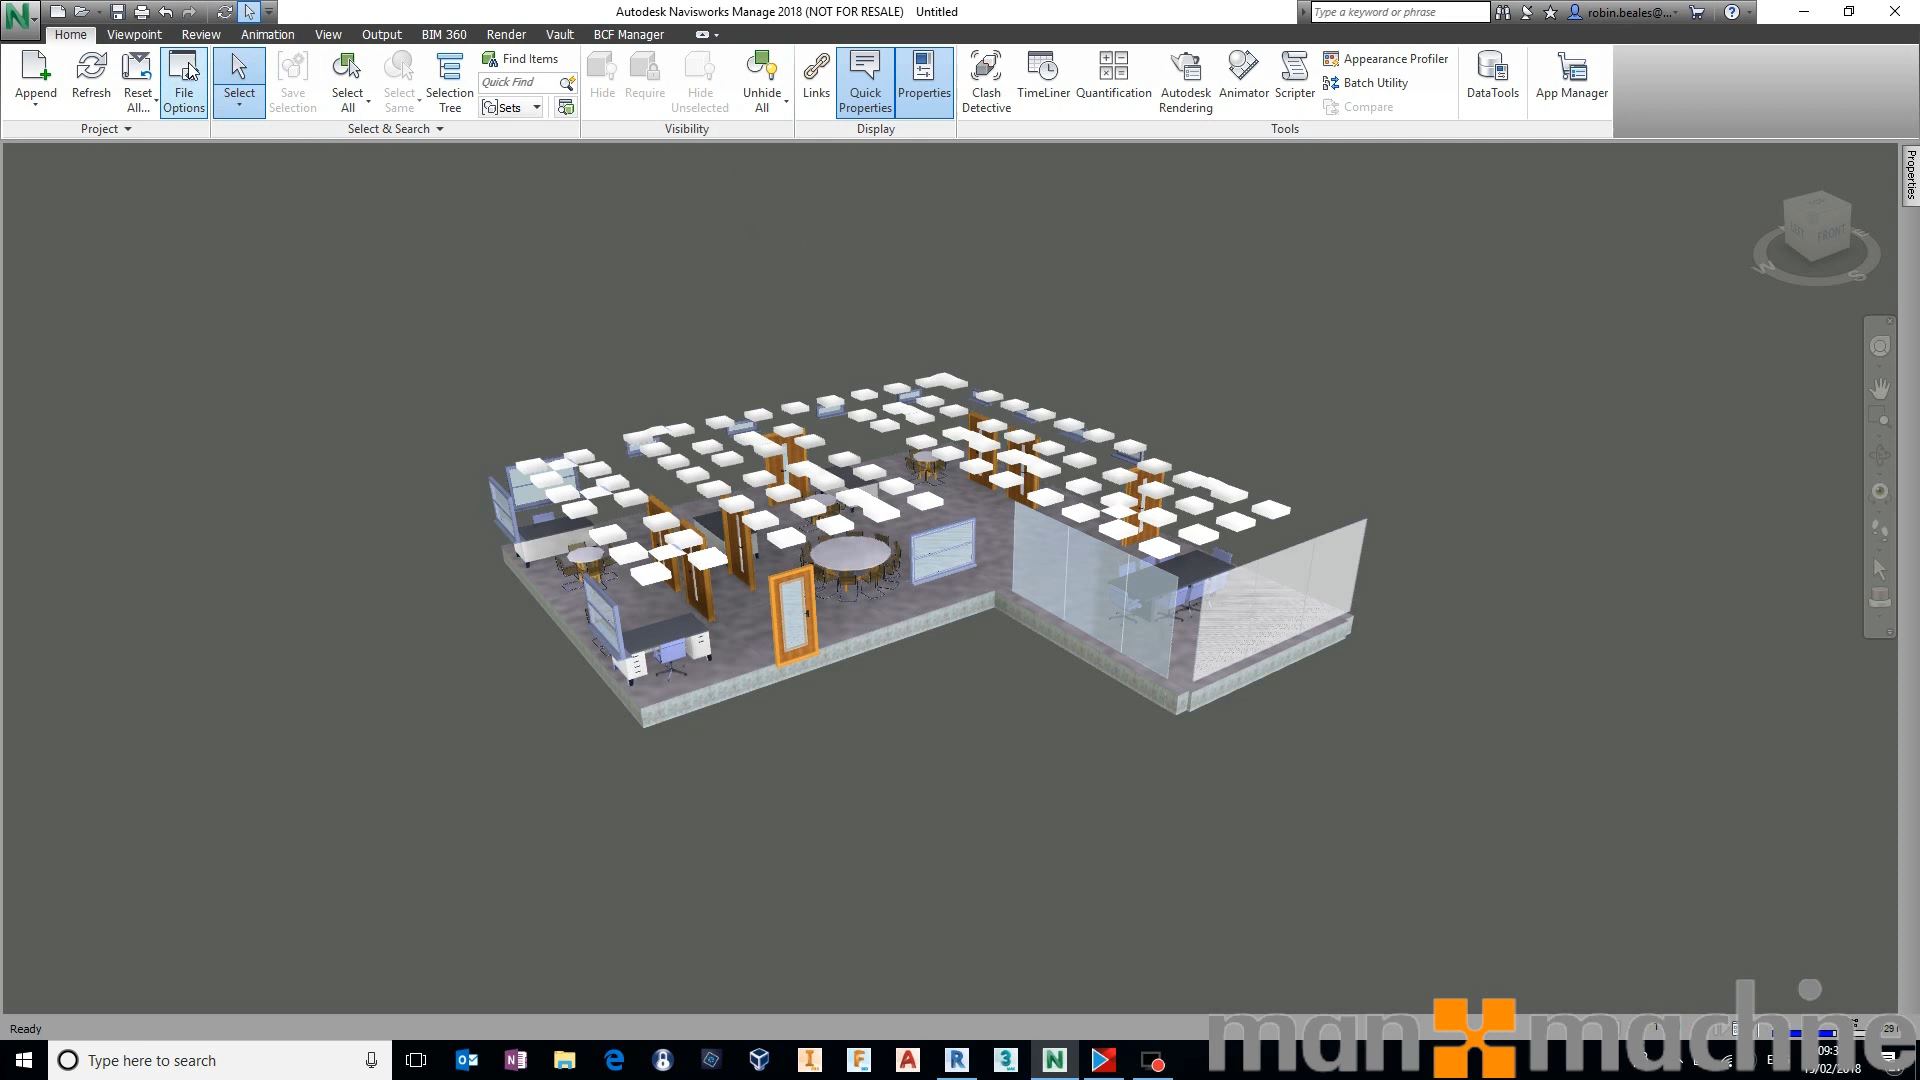 Autodesk Navisworks Manage 2018 (NOT FOR RESALE) Untitled
Type a keyword or phrase
robin.beales@...
Home Viewpoint Review Animation View Output BIM 360 Render Vault BCF Manager
Append
Refresh
Reset All...
File Options
Select
Save Selection
Select All
Select Same
Selection Tree
Find Items
Quick Find
Sets
Hide
Require
Hide Unselected
Unhide All
Links
Quick Properties
Properties
Clash Detective
TimeLiner
Quantification
Autodesk Rendering
Animator
Scripter
Appearance Profiler
Batch Utility
Compare
DataTools
App Manager
Project
Select & Search
Visibility
Display
Tools
Properties
LEFT FRONT
W S
Ready
man machine
Type here to search